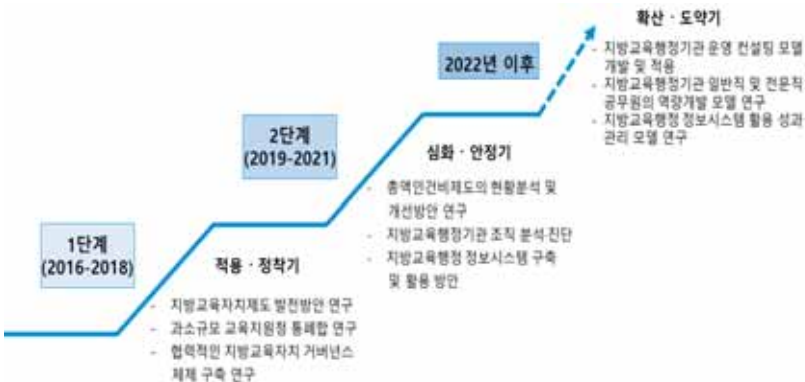 1단계
(2016-2018)
적용 · 정착기
- 지방교육자치제도 발전방안 연구
- 과소규모 교육지원청 통폐합 연구
- 협력적인 지방교육자치 거버넌스
체제 구축 연구
2단계
(2019-2021)
심화 · 안정기
- 총액인건비제도의 현황분석 및
개선방안 연구
- 지방교육행정기관 조직 분석·진단
- 지방교육행정 정보시스템 구축
및 활용 방안
2022년 이후
확산 · 도약기
- 지방교육행정기관 운영 컨설팅 모델
개발 및 적용
- 지방교육행정기관 일반직 및 전문직
공무원의 역량개발 모델 연구
- 지방교육행정 정보시스템 활용 성과
관리 모델 연구